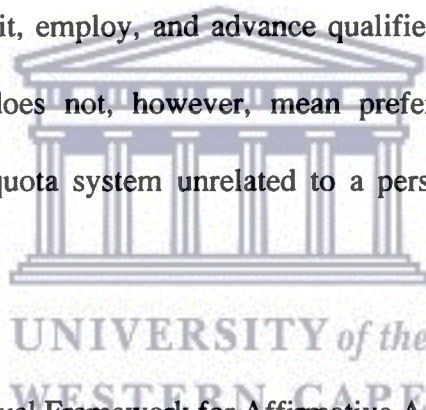 it, employ, and advance qualifie
does not, however, mean prefer
quota system unrelated to a pers
UNIVERSITY of the
ual Framework for Affirmative A
WESTERN CAPE